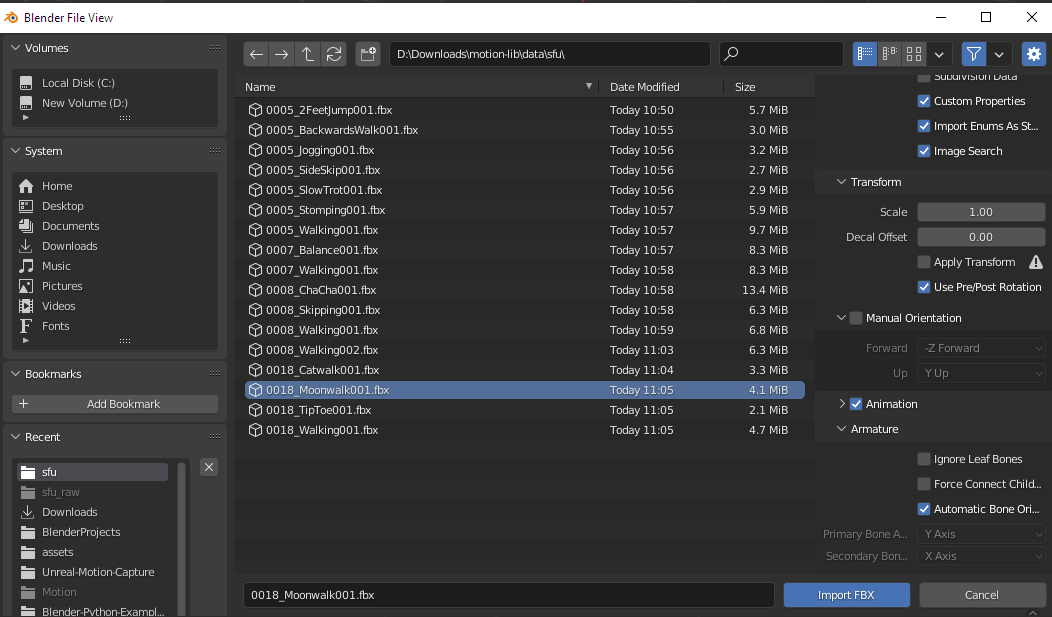 Blender File View
Volumes
Local Disk (C:)
New Volume (D:)
System
Home
Desktop
Documents
Downloads
Music
Pictures
Videos
Fonts
Bookmarks
Add Bookmark
Recent
sfu
sfu_raw
Downloads
BlenderProjects
assets
Unreal-Motion-Capture
Motion
Blender-Python-Exampl...
D:\Downloads\motion-lib\data\sfu\
Name Date Modified Size
0005_2FeetJump001.fbx Today 10:50 5.7 MiB
0005_BackwardsWalk001.fbx Today 10:55 3.0 MiB
0005_Jogging001.fbx Today 10:56 3.2 MiB
0005_SideSkip001.fbx Today 10:56 2.7 MiB
0005_SlowTrot001.fbx Today 10:56 2.9 MiB
0005_Stomping001.fbx Today 10:57 5.9 MiB
0005_Walking001.fbx Today 10:57 9.7 MiB
0007_Balance001.fbx Today 10:57 8.3 MiB
0007_Walking001.fbx Today 10:58 8.3 MiB
0008_ChaCha001.fbx Today 10:58 13.4 MiB
0008_Skipping001.fbx Today 10:58 6.3 MiB
0008_Walking001.fbx Today 10:59 6.8 MiB
0008_Walking002.fbx Today 11:03 6.3 MiB
0018_Catwalk001.fbx Today 11:04 3.3 MiB
0018_Moonwalk001.fbx Today 11:05 4.1 MiB
0018_TipToe001.fbx Today 11:05 2.1 MiB
0018_Walking001.fbx Today 11:05 4.7 MiB
Subdivision Data
Custom Properties
Import Enums As St...
Image Search
Transform
Scale 1.00
Decal Offset 0.00
Apply Transform
Use Pre/Post Rotation
Manual Orientation
Forward -Z Forward
Up Y Up
Animation
Armature
Ignore Leaf Bones
Force Connect Child...
Automatic Bone Ori...
Primary Bone A... Y Axis
Secondary Bon... X Axis
0018_Moonwalk001.fbx
Import FBX
Cancel